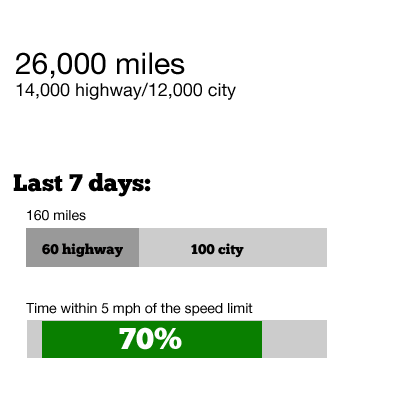 26,000 miles
14,000 highway/12,000 city
Last 7 days:
160 miles
60 highway 100 city
Time within 5 mph of the speed limit
70%